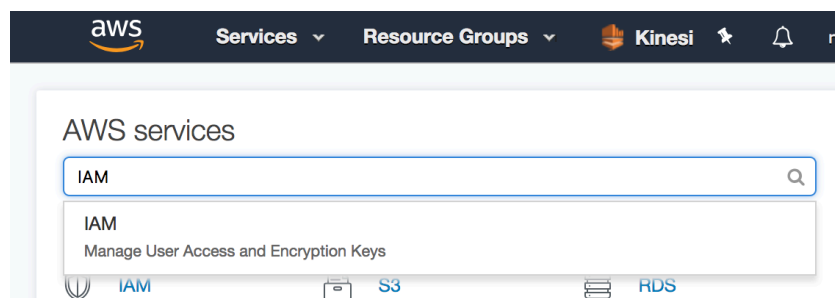 aws Services Resource Groups Kinesi
AWS services
IAM
IAM
Manage User Access and Encryption Keys
IAM S3 RDS